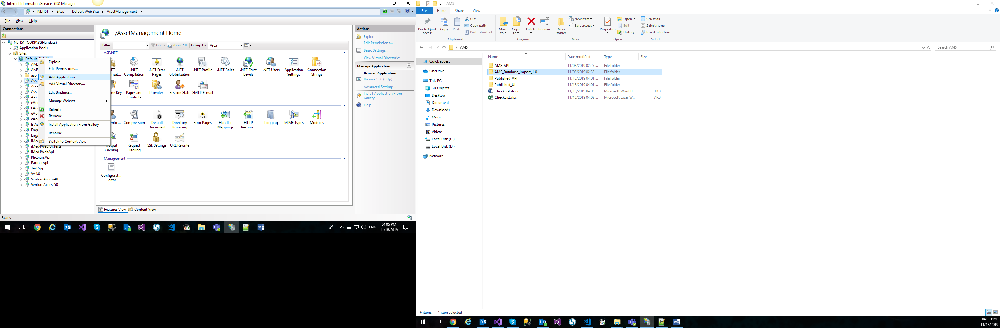 Internet Information Services (IIS) Manager
NLTI51 Sites Default Web Site AssetManagement
File View Help
Connections
NLTI51 (CORP\SGHaridass)
Application Pools
Sites
Default
AMS
AMS
aspn
Asse
Asse
Asse
Assu
eAd
EAd
eAd
eAd
E-Ac
Eng
Eng
iMed
iMed4Web.UI.Tests
iMed4WebApi
KlicSign.Api
PartnerApi
TestApp
VA4.0
VentureAccess40
VentureAccess50
Explore
Edit Permissions...
Add Application...
Add Virtual Directory...
Edit Bindings...
Manage Website
Refresh
Remove
Install Application From Gallery
Rename
Switch to Content View
/AssetManagement Home
Filter: Go Show All Group by: Area
ASP.NET
.NET Compilation
.NET Error Pages
.NET Globalization
.NET Profile
.NET Roles
.NET Trust Levels
.NET Users
Application Settings
Connection Strings
Pages and Controls
Providers
Session State
SMTP E-mail
Compression
Default Document
Directory Browsing
Error Pages
Handler Mappings
HTTP Respon...
Logging
MIME Types
Modules
Output Caching
Request Filtering
SSL Settings
URL Rewrite
Management
Configurat... Editor
Features View Content View
Actions
Explore
Edit Permissions...
Basic Settings...
View Virtual Directories
Manage Application
Browse Application
Browse *:80 (http)
Advanced Settings...
Install Application From
Gallery
Help
Ready
ENG
04:05 PM
11/18/2019
AMS
File Home Share View
Pin to Quick access
Copy
Paste
Cut
Copy path
Paste shortcut
Clipboard
Move to
Copy to
Delete
Rename
Organize
New folder
New item
Easy access
New
Properties
Open
Edit
History
Open
Select all
Select none
Invert selection
Select
AMS
Search AMS
Quick access
OneDrive
This PC
3D Objects
Desktop
Documents
Downloads
Music
Pictures
Videos
Local Disk (C:)
Local Disk (D:)
Network
Name Date modified Type Size
AMS_API 11/08/2019 02:27 ... File folder
AMS_Database_Import_1.0 11/08/2019 02:38 ... File folder
Published_API 11/18/2019 04:01 ... File folder
Published_UI 11/18/2019 04:01 ... File folder
CheckList.docx 11/18/2019 04:03 ... Microsoft Word D... 0 KB
CheckList.xlsx 11/18/2019 04:02 ... Microsoft Excel W... 7 KB
6 items 1 item selected
04:05 PM
11/18/2019